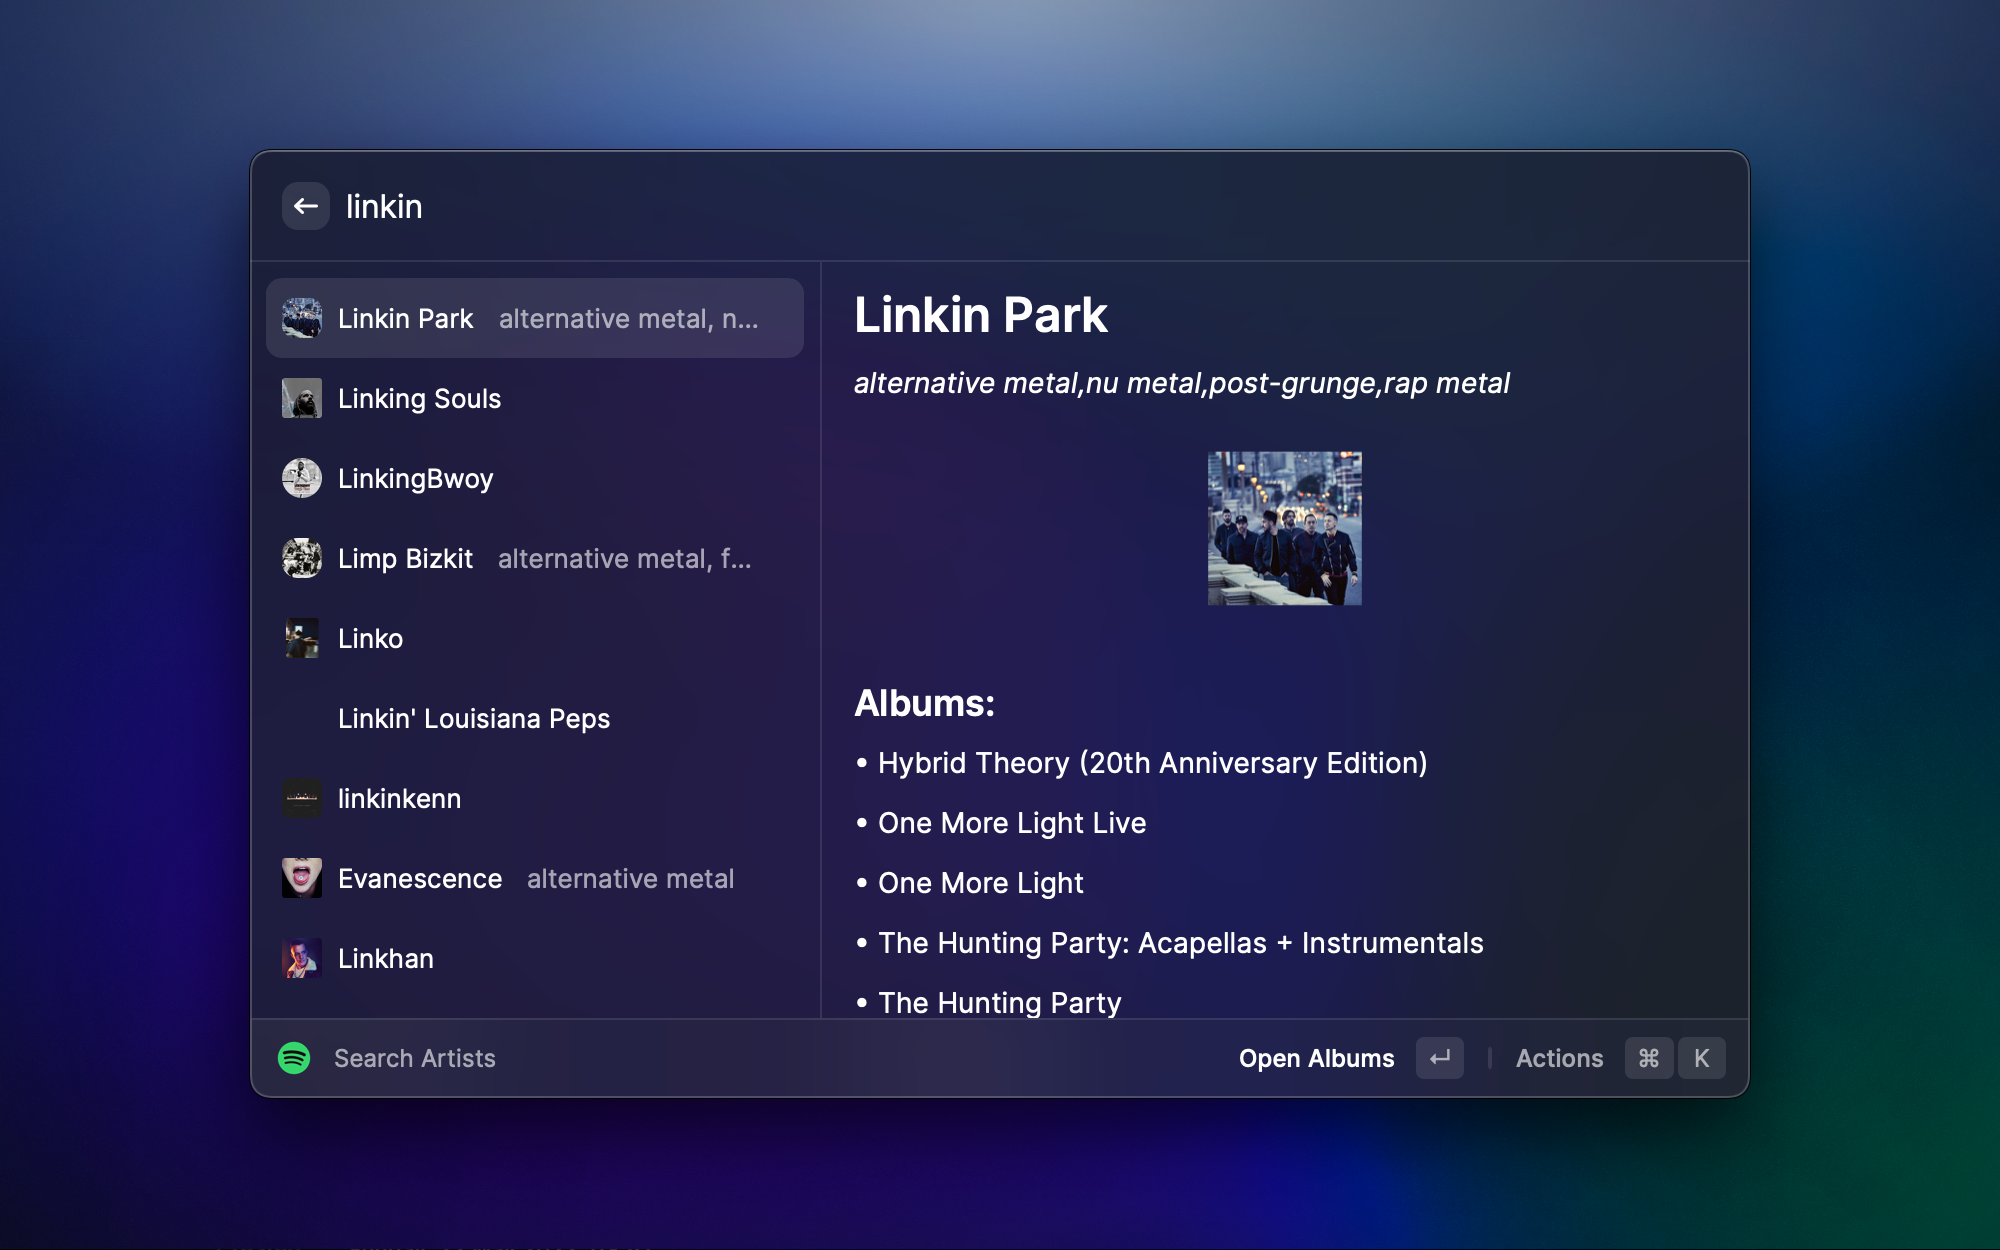 linkin
Linkin Park alternative metal, n...
Linking Souls
LinkingBwoy
Limp Bizkit alternative metal, f...
Linko
Linkin' Louisiana Peps
linkinkenn
Evanescence alternative metal
Linkhan
Linkin Park
alternative metal,nu metal,post-grunge,rap metal
Albums:
• Hybrid Theory (20th Anniversary Edition)
• One More Light Live
• One More Light
• The Hunting Party: Acapellas + Instrumentals
• The Hunting Party
Search Artists
Open Albums
Actions ⌘ K